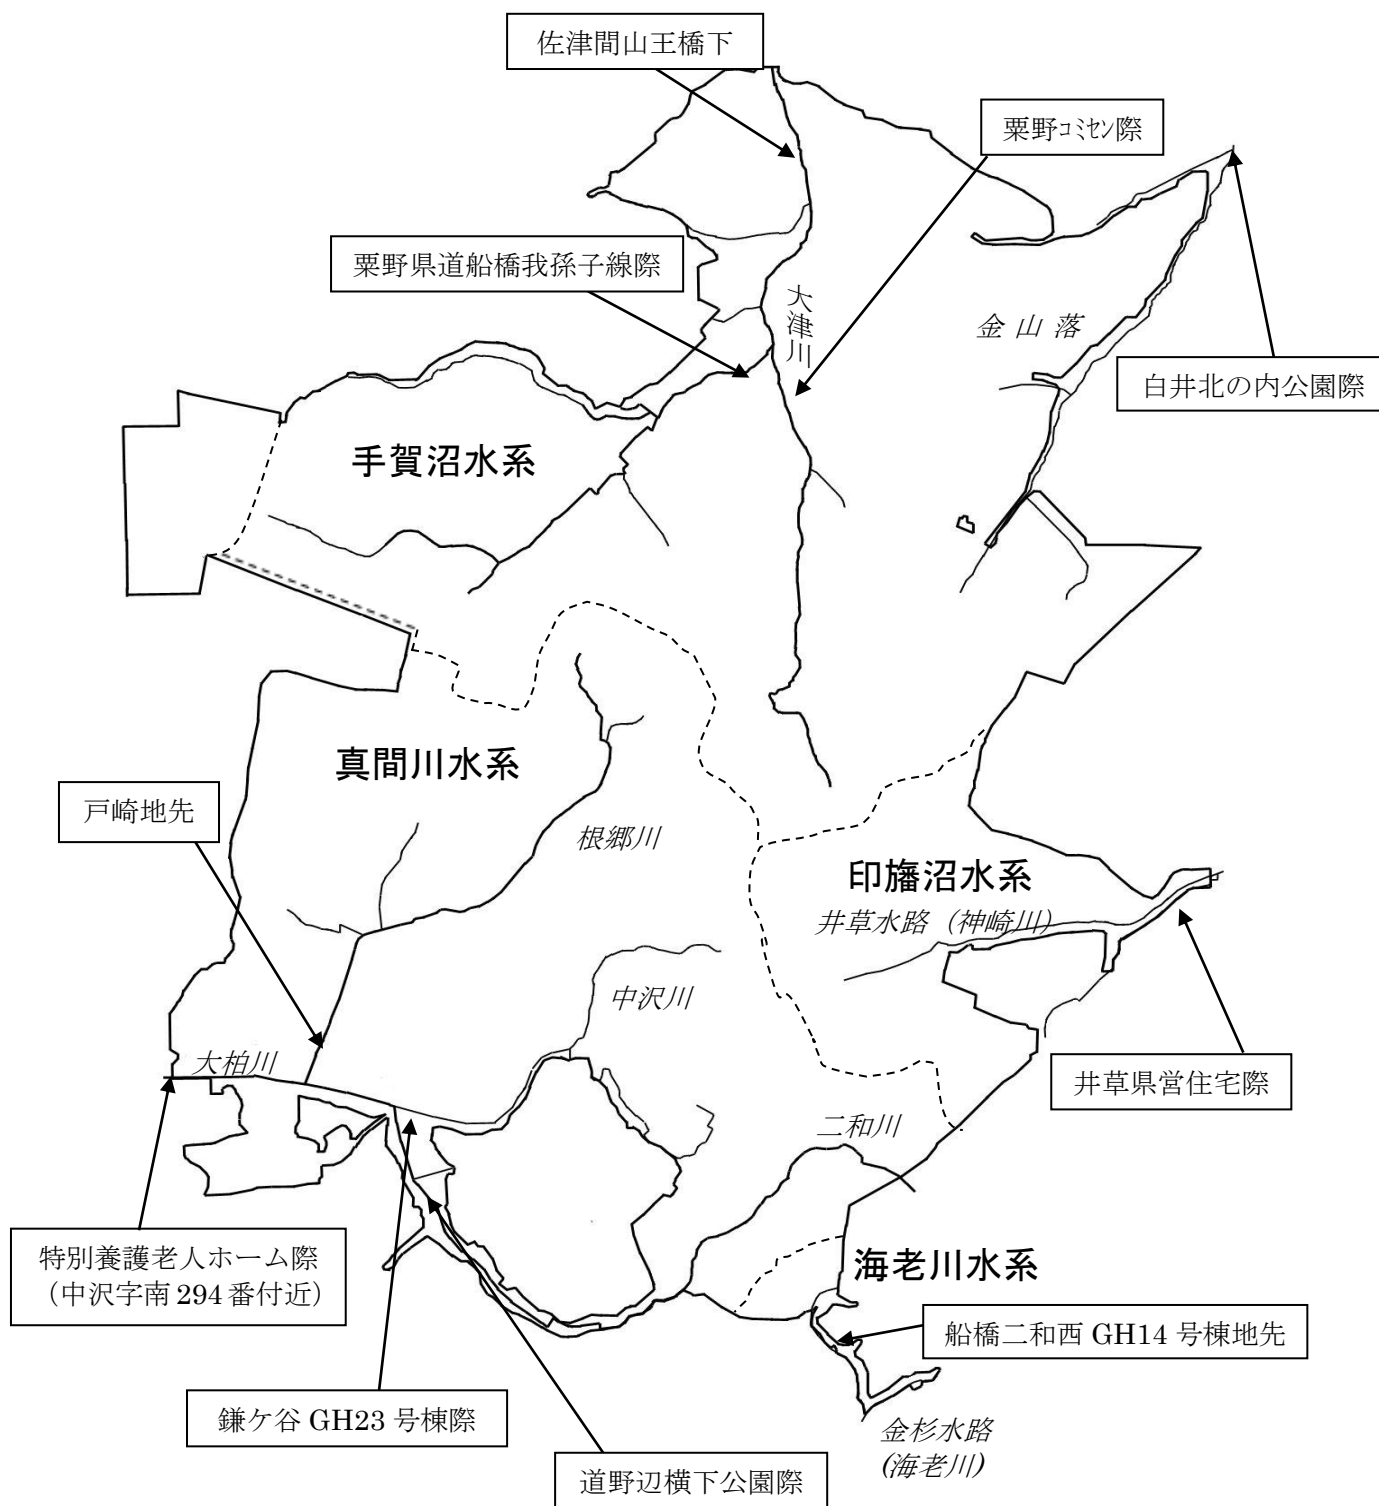 佐津間山王橋下
粟野ｺﾐｾﾝ際
粟野県道船橋我孫子線際
大津川
金山落
白井北の内公園際
手賀沼水系
真間川水系
戸崎地先
根郷川
印旛沼水系
井草水路（神崎川）
中沢川
大柏川
井草県営住宅際
二和川
特別養護老人ホーム際
（中沢字南294番付近）
海老川水系
船橋二和西 GH14 号棟地先
鎌ケ谷 GH23 号棟際
金杉水路
(海老川)
道野辺横下公園際